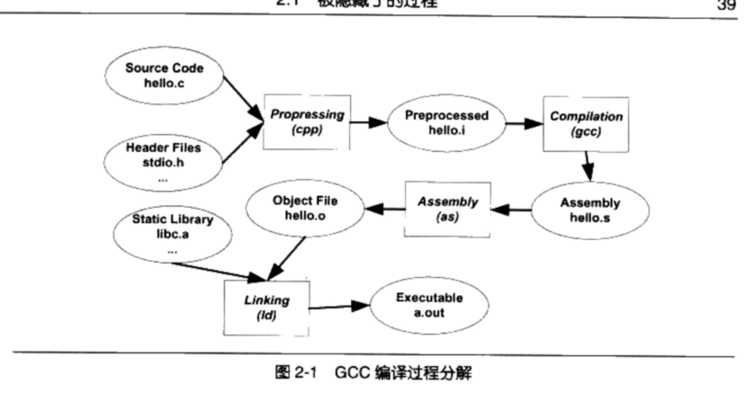 2.1 被隐藏了的过程
39
Source Code
hello.c
Header Files
stdio.h
...
Propressing
(cpp)
Preprocessed
hello.i
Compilation
(gcc)
Assembly
hello.s
Assembly
(as)
Object File
hello.o
Static Library
libc.a
...
Linking
(ld)
Executable
a.out
图 2-1 GCC 编译过程分解